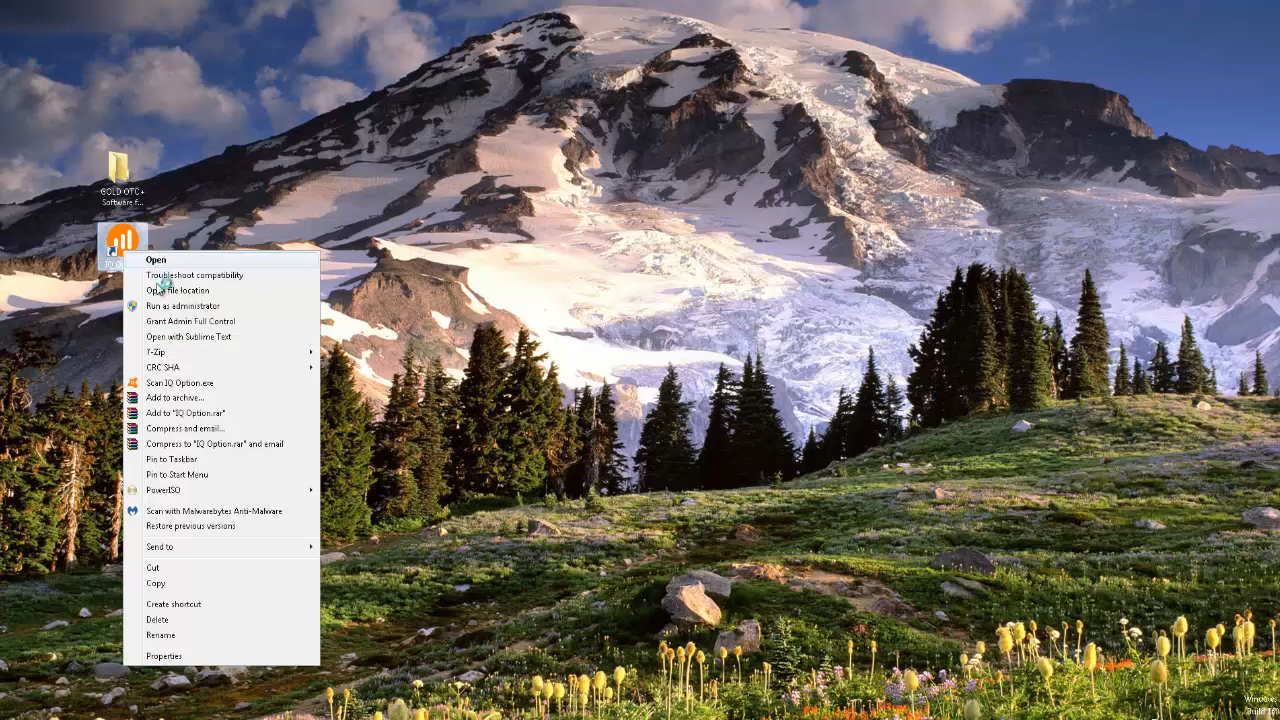 GOLD OTC+
Software f...
Open
Troubleshoot compatibility
Open file location
Run as administrator
Grant Admin Full Control
Open with Sublime Text
7-Zip
CRC SHA
Scan IQ Option.exe
Add to archive...
Add to "IQ Option.rar"
Compress and email...
Compress to "IQ Option.rar" and email
Pin to Taskbar
Pin to Start Menu
PowerISO
Scan with Malwarebytes Anti-Malware
Restore previous versions
Send to
Cut
Copy
Create shortcut
Delete
Rename
Properties
Windows
Build 760